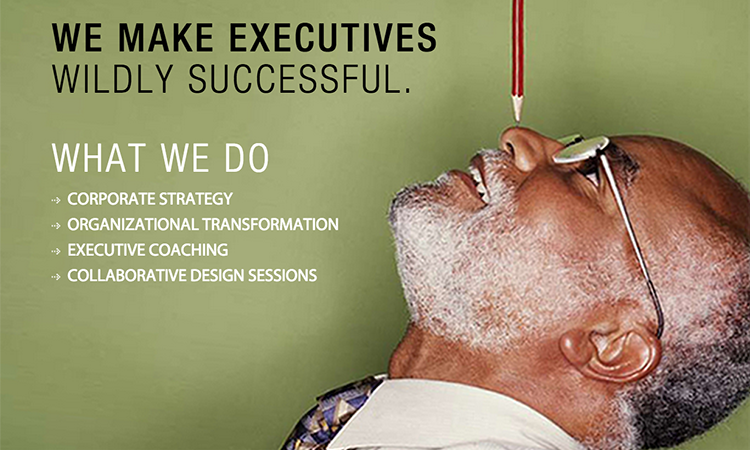 WE MAKE EXECUTIVES
WILDLY SUCCESSFUL.
WHAT WE DO
CORPORATE STRATEGY
ORGANIZATIONAL TRANSFORMATION
EXECUTIVE COACHING
COLLABORATIVE DESIGN SESSIONS